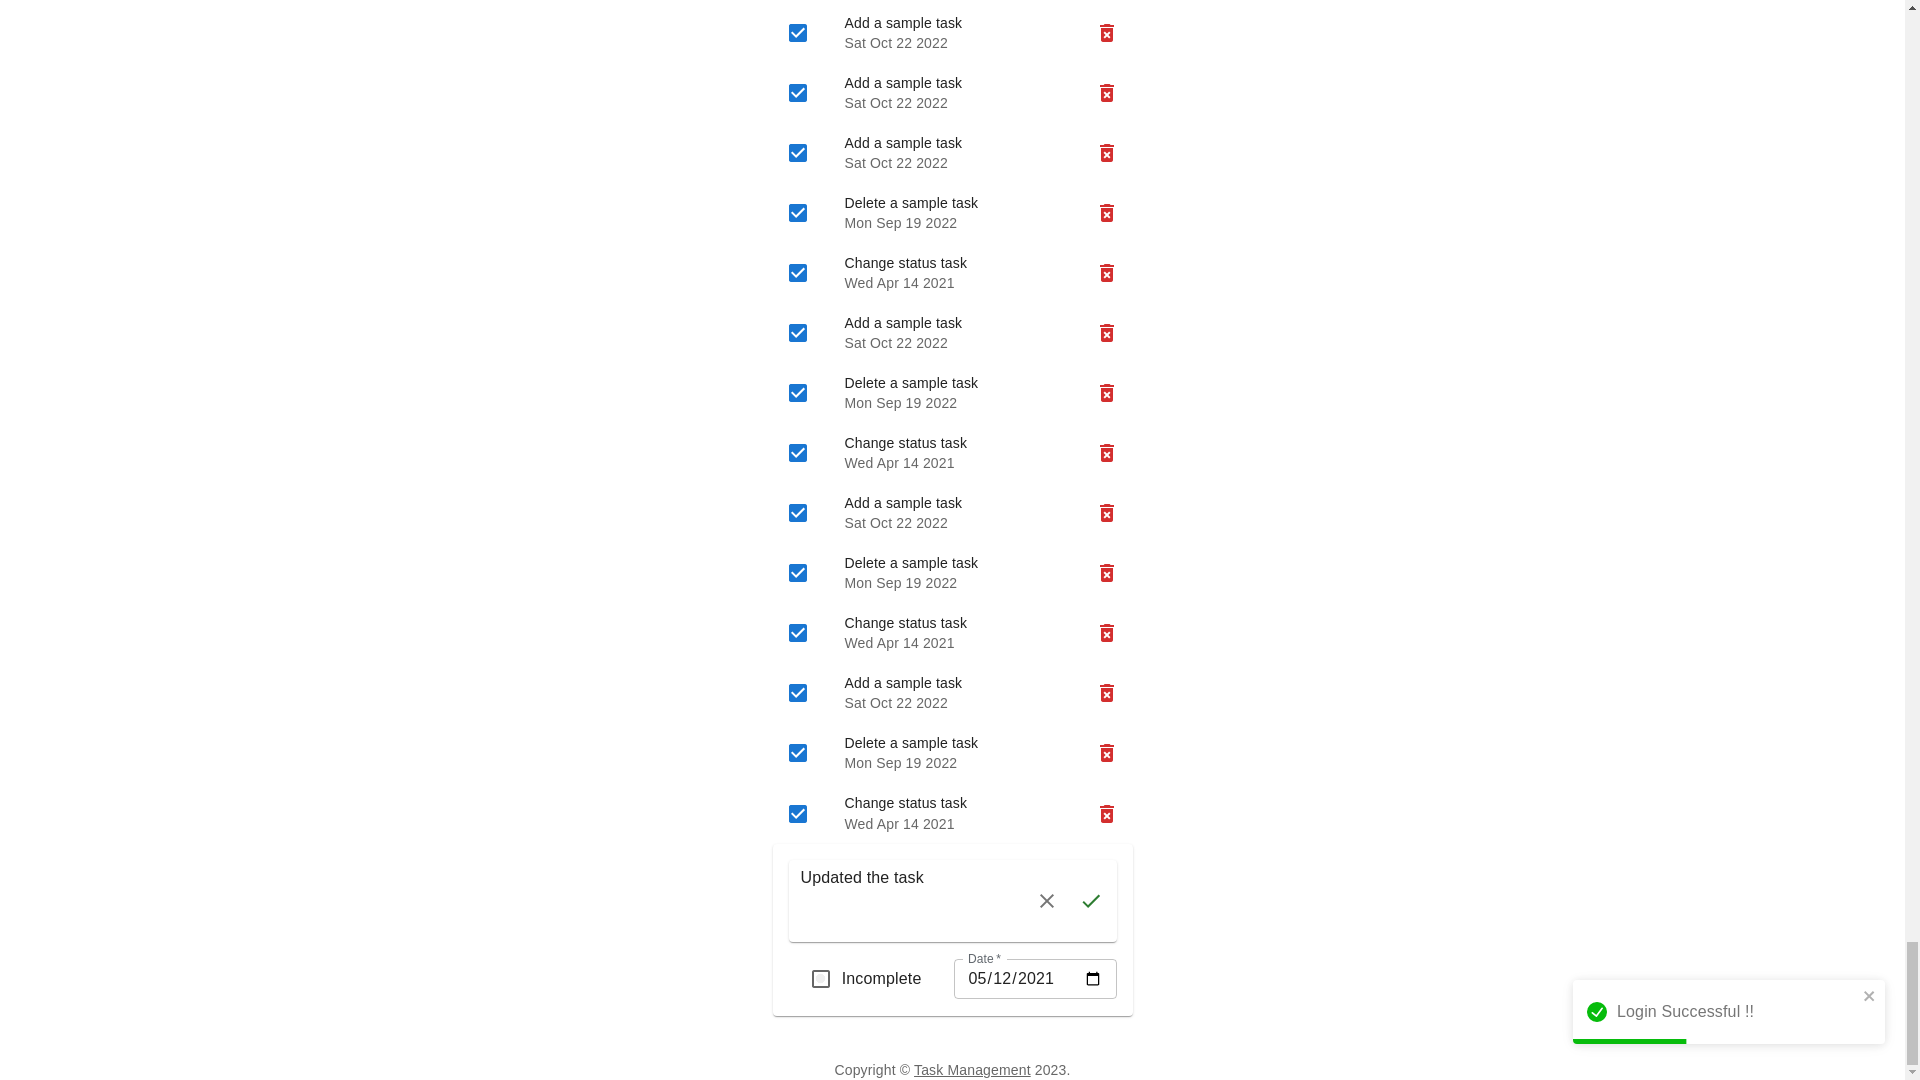 Add a sample task
Sat Oct 22 2022
Add a sample task
Sat Oct 22 2022
Add a sample task
Sat Oct 22 2022
Delete a sample task
Mon Sep 19 2022
Change status task
Wed Apr 14 2021
Add a sample task
Sat Oct 22 2022
Delete a sample task
Mon Sep 19 2022
Change status task
Wed Apr 14 2021
Add a sample task
Sat Oct 22 2022
Delete a sample task
Mon Sep 19 2022
Change status task
Wed Apr 14 2021
Add a sample task
Sat Oct 22 2022
Delete a sample task
Mon Sep 19 2022
Change status task
Wed Apr 14 2021
Updated the task
Date *
Incomplete
05/12/2021
Login Successful !!
Copyright © Task Management 2023.